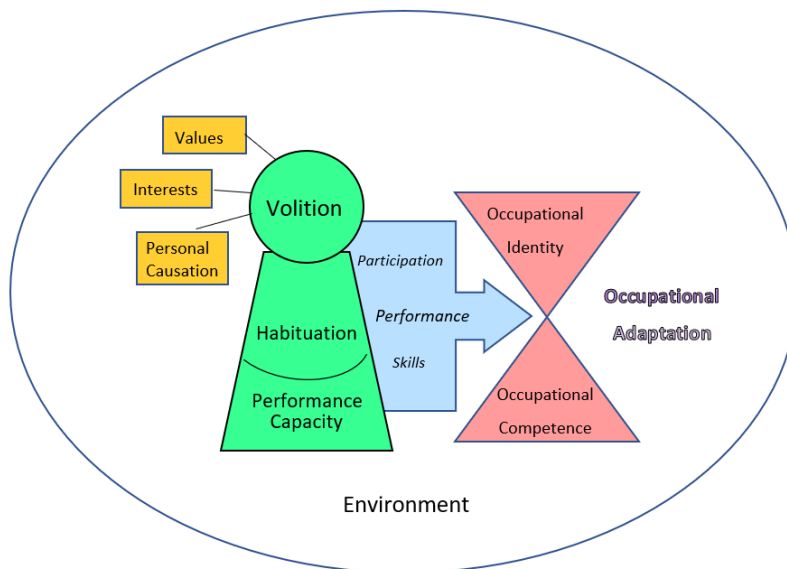 Values
Interests
Personal
Causation
Volition
Habituation
Performance
Capacity
Participation
Performance
Skills
Occupational
Identity
Occupational
Competence
Occupational
Adaptation
Environment